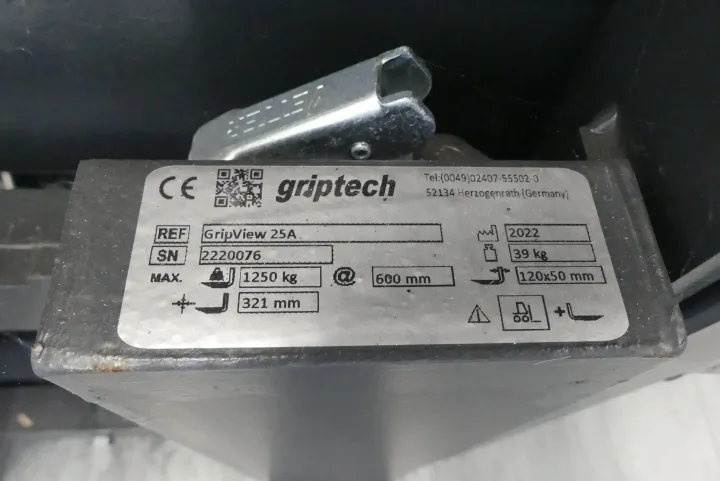 CE griptech Tel:(0049)02407-55502-0
52134 Herzogenrath (Germany)
REF GripView 25A 2022
SN 2220076 39 kg
MAX. 1250 kg @ 600 mm 120x50 mm
321 mm +